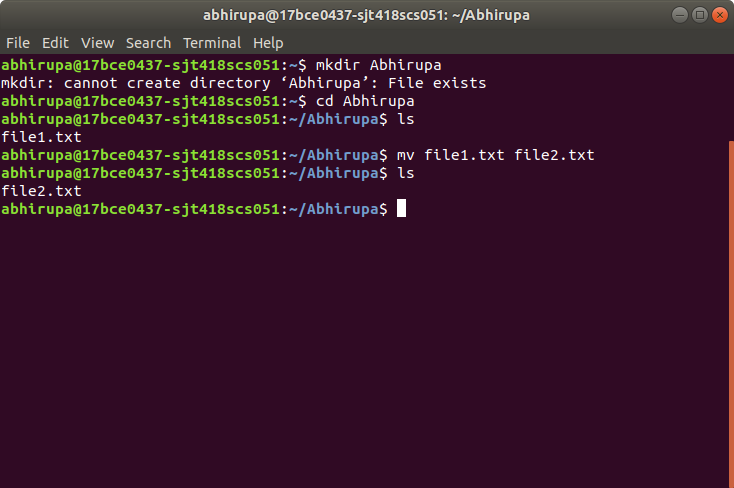 abhirupa@17bce0437-sjt418scs051: ~/Abhirupa
File Edit View Search Terminal Help
abhirupa@17bce0437-sjt418scs051:~$ mkdir Abhirupa
mkdir: cannot create directory ‘Abhirupa’: File exists
abhirupa@17bce0437-sjt418scs051:~$ cd Abhirupa
abhirupa@17bce0437-sjt418scs051:~/Abhirupa$ ls
file1.txt
abhirupa@17bce0437-sjt418scs051:~/Abhirupa$ mv file1.txt file2.txt
abhirupa@17bce0437-sjt418scs051:~/Abhirupa$ ls
file2.txt
abhirupa@17bce0437-sjt418scs051:~/Abhirupa$